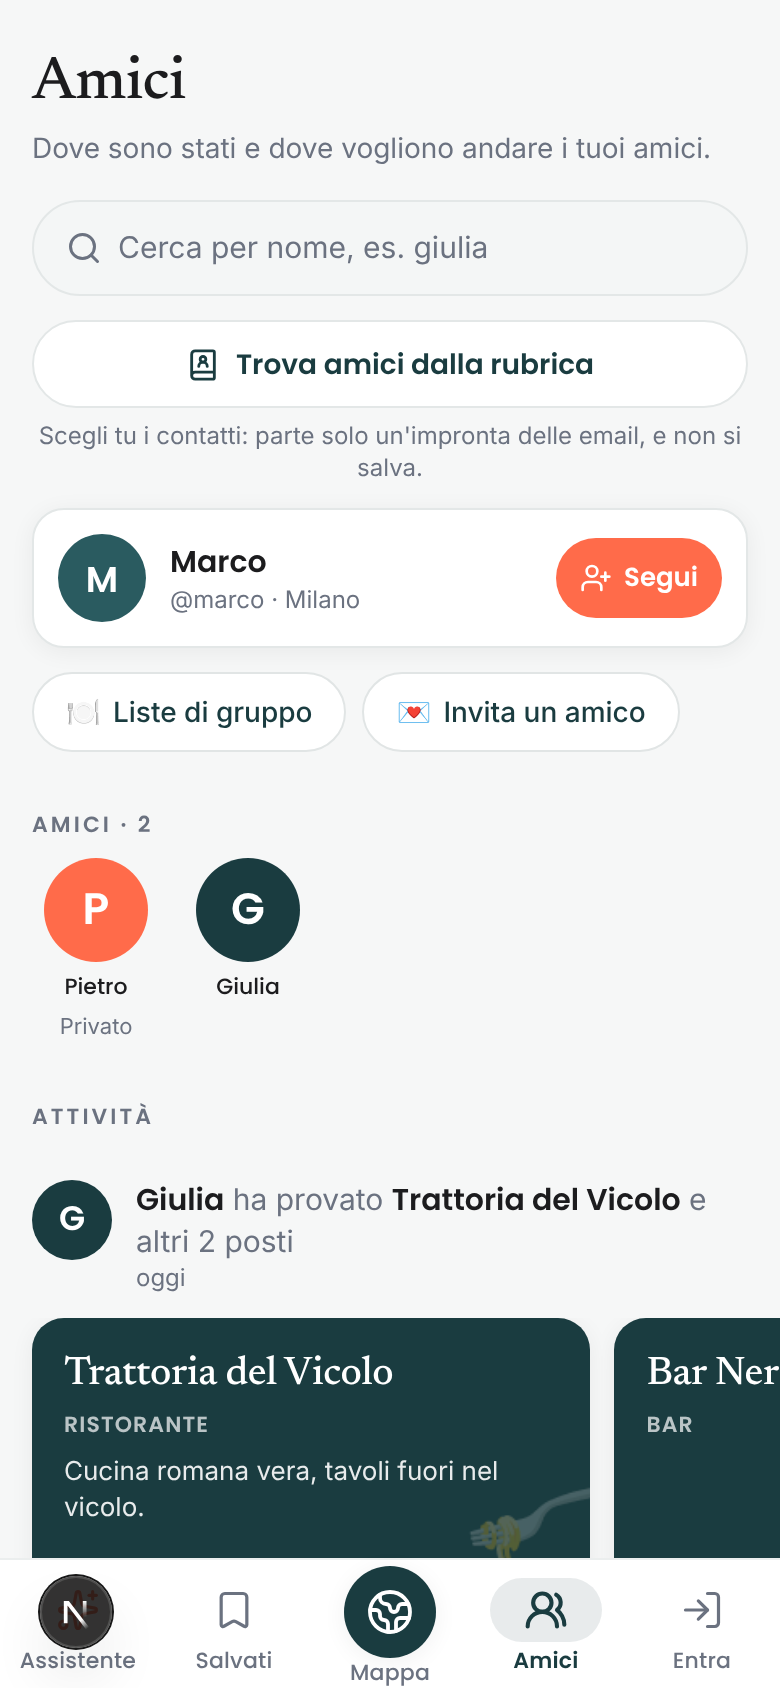 Amici
Dove sono stati e dove vogliono andare i tuoi amici.
Cerca per nome, es. giulia
Trova amici dalla rubrica
Scegli tu i contatti: parte solo un'impronta delle email, e non si
salva.
M
Marco
@marco · Milano
Segui
Liste di gruppo
Invita un amico
AMICI · 2
P
G
Pietro
Giulia
Privato
ATTIVITÀ
G
Giulia ha provato Trattoria del Vicolo e
altri 2 posti
oggi
Trattoria del Vicolo
RISTORANTE
Cucina romana vera, tavoli fuori nel
vicolo.
Bar Ner
BAR
N
Assistente
Salvati
Mappa
Amici
Entra